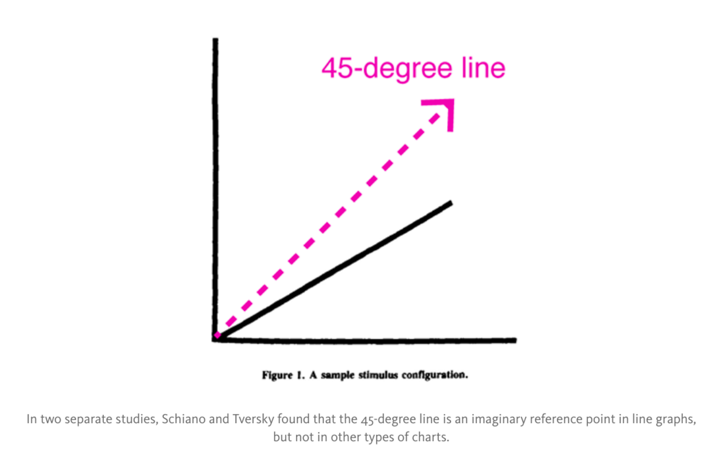 45-degree line
Figure 1. A sample stimulus configuration.
In two separate studies, Schiano and Tversky found that the 45-degree line is an imaginary reference point in line graphs,
but not in other types of charts.